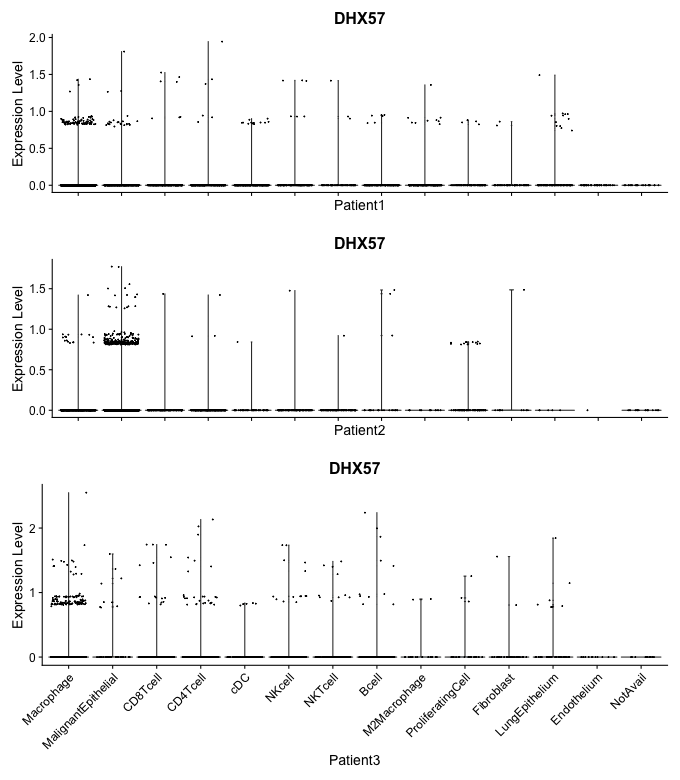 DHX57
Expression Level
2.0
1.5
1.0
0.5
0.0
Patient1
DHX57
Expression Level
1.5
1.0
0.5
0.0
Patient2
DHX57
Expression Level
2
1
0
Macrophage
MalignantEpithelial
CD8Tcell
CD4Tcell
cDC
NKcell
NKTcell
Bcell
M2Macrophage
ProliferatingCell
Fibroblast
LungEpithelium
Endothelium
NotAvail
Patient3